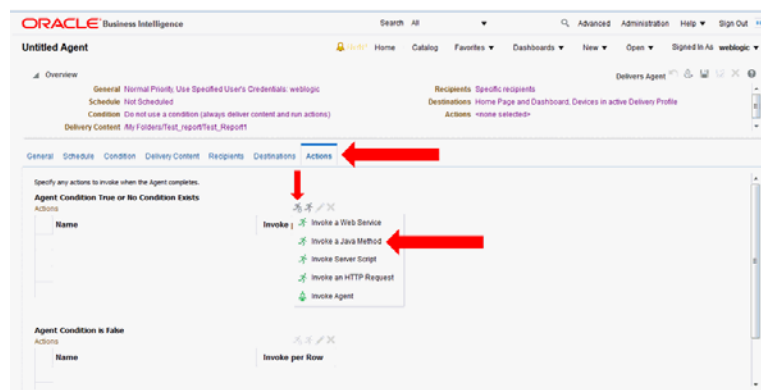 ORACLE Business Intelligence
Search All Advanced Administration Help Sign Out
Untitled Agent
Home Catalog Favorites Dashboards New Open Signed In As weblogic
Overview
Delivers Agent
General Normal Priority, Use Specified User's Credentials: weblogic
Schedule Not Scheduled
Condition Do not use a condition (always deliver content and run actions)
Delivery Content /My Folders/Test_report/Test_Report1
Recipients Specific recipients
Destinations Home Page and Dashboard, Devices in active Delivery Profile
Actions <none selected>
General Schedule Condition Delivery Content Recipients Destinations Actions
Specify any actions to invoke when the Agent completes.
Agent Condition True or No Condition Exists
Actions
Name Invoke
Invoke a Web Service
Invoke a Java Method
Invoke Server Script
Invoke an HTTP Request
Invoke Agent
Agent Condition is False
Actions
Name Invoke per Row